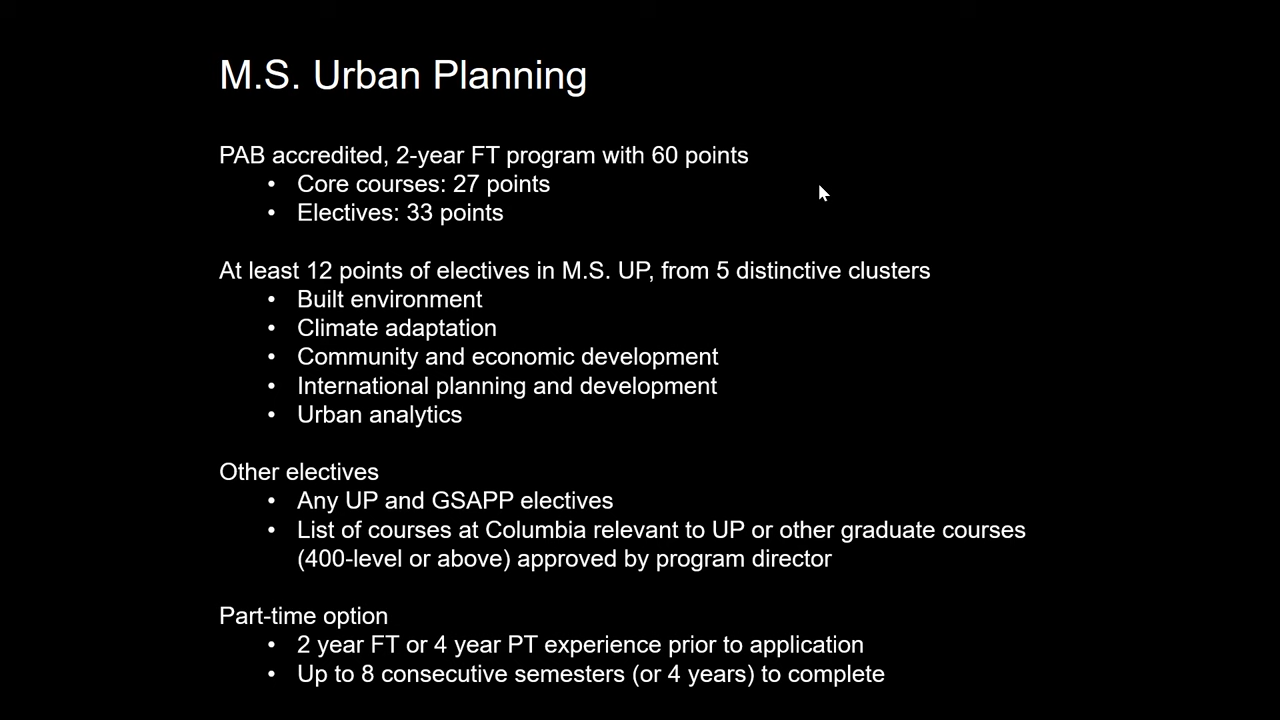 M.S. Urban Planning
PAB accredited, 2-year FT program with 60 points
• Core courses: 27 points
• Electives: 33 points
At least 12 points of electives in M.S. UP, from 5 distinctive clusters
• Built environment
• Climate adaptation
• Community and economic development
• International planning and development
• Urban analytics
Other electives
• Any UP and GSAPP electives
• List of courses at Columbia relevant to UP or other graduate courses
(400-level or above) approved by program director
Part-time option
• 2 year FT or 4 year PT experience prior to application
• Up to 8 consecutive semesters (or 4 years) to complete